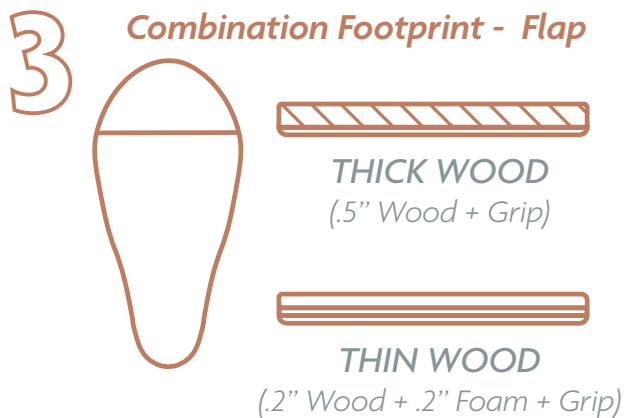 3
Combination Footprint - Flap
THICK WOOD
(.5” Wood + Grip)
THIN WOOD
(.2” Wood + .2” Foam + Grip)